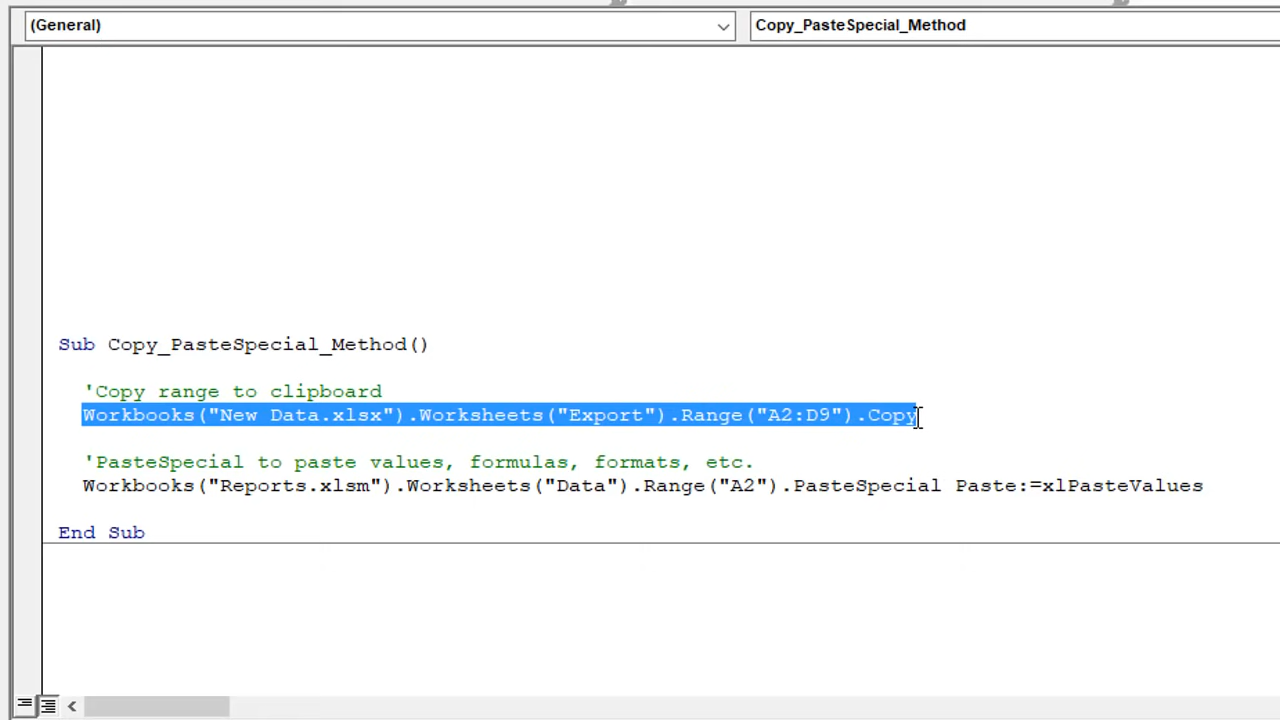 (General) Copy_PasteSpecial_Method
Sub Copy_PasteSpecial_Method()
'Copy range to clipboard
Workbooks("New Data.xlsx").Worksheets("Export").Range("A2:D9").Copy
'PasteSpecial to paste values, formulas, formats, etc.
Workbooks("Reports.xlsm").Worksheets("Data").Range("A2").PasteSpecial Paste:=xlPasteValues
End Sub